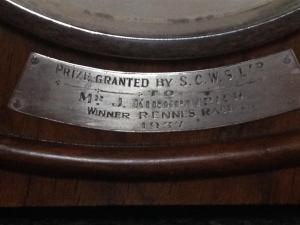 PRIZE GRANTED BY S.C.W.S LTD
TO
MR J.
WINNER RENNES RACE
1937